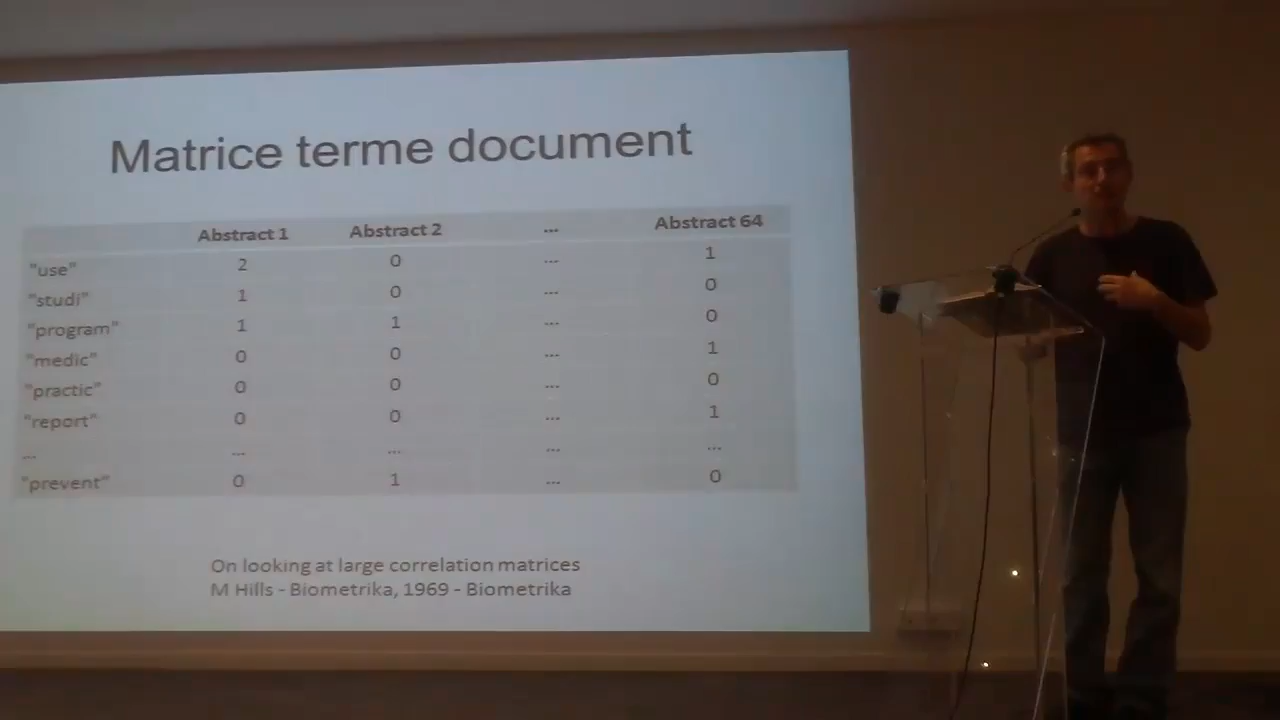 Matrice terme document
Abstract 1 Abstract 2 ... Abstract 64
"use" 2 0 ... 1
"studi" 1 0 ... 0
"program" 1 1 ... 0
"medic" 0 0 ... 1
"practic" 0 0 ... 0
"report" 0 0 ... 1
... ... ... ... ...
"prevent" 0 1 ... 0
On looking at large correlation matrices
M Hills - Biometrika, 1969 - Biometrika